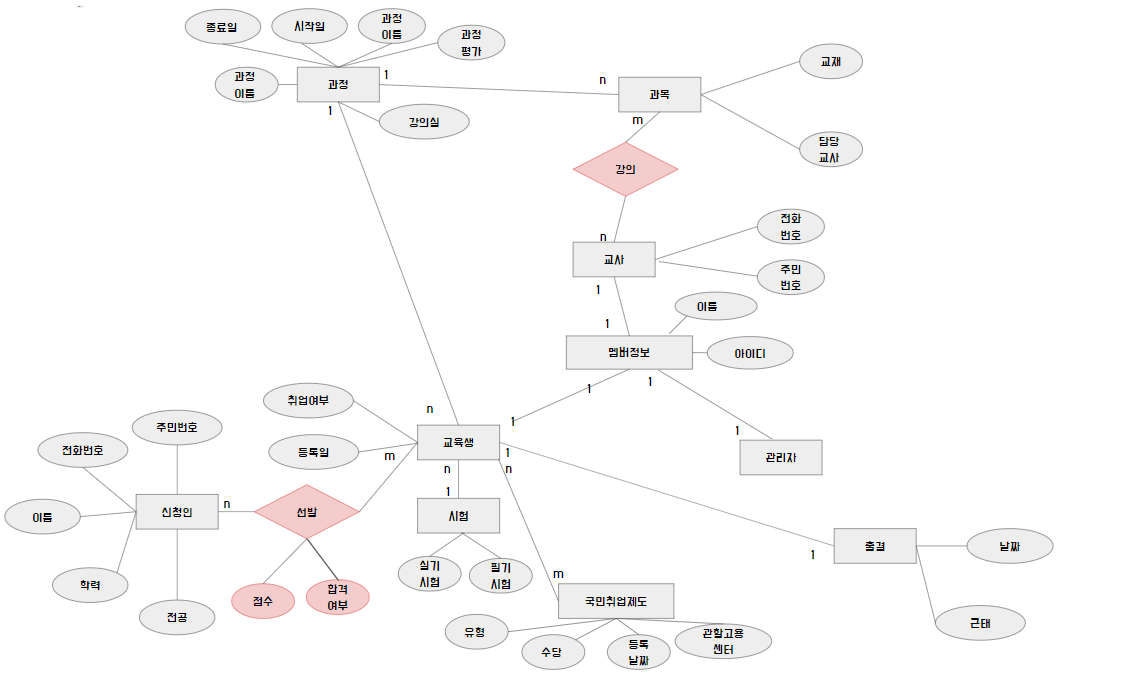 종료일
시작일
과정
이름
과정
평가
과정
이름
과정
1
n
과목
교재
1
강의실
m
담당
교사
강의
전화
번호
n
교사
주민
번호
1
이름
1
멤버정보
아이디
1
1
취업여부
n
1
1
주민번호
교육생
1
관리자
전화번호
등록일
m
n
n
신청인
n
선발
1
시험
이름
출결
날짜
1
실기
시험
필기
시험
m
학력
점수
합격
여부
국민취업제도
전공
유형
수당
등록
날짜
관할고용
센터
근태